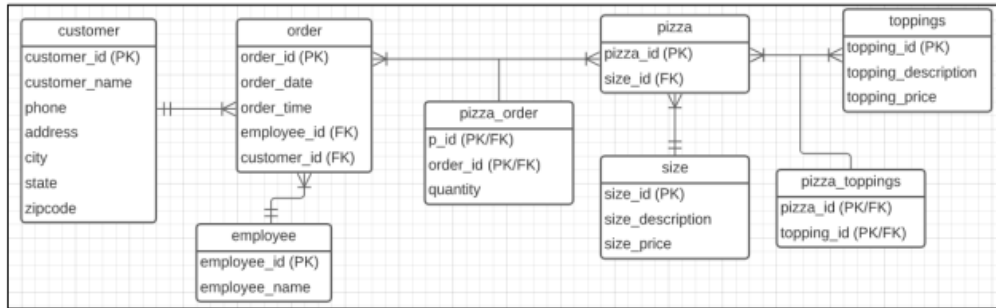 customer
customer_id (PK)
customer_name
phone
address
city
state
zipcode
order
order_id (PK)
order_date
order_time
employee_id (FK)
customer_id (FK)
employee
employee_id (PK)
employee_name
pizza_order
p_id (PK/FK)
order_id (PK/FK)
quantity
pizza
pizza_id (PK)
size_id (FK)
size
size_id (PK)
size_description
size_price
toppings
topping_id (PK)
topping_description
topping_price
pizza_toppings
pizza_id (PK/FK)
topping_id (PK/FK)